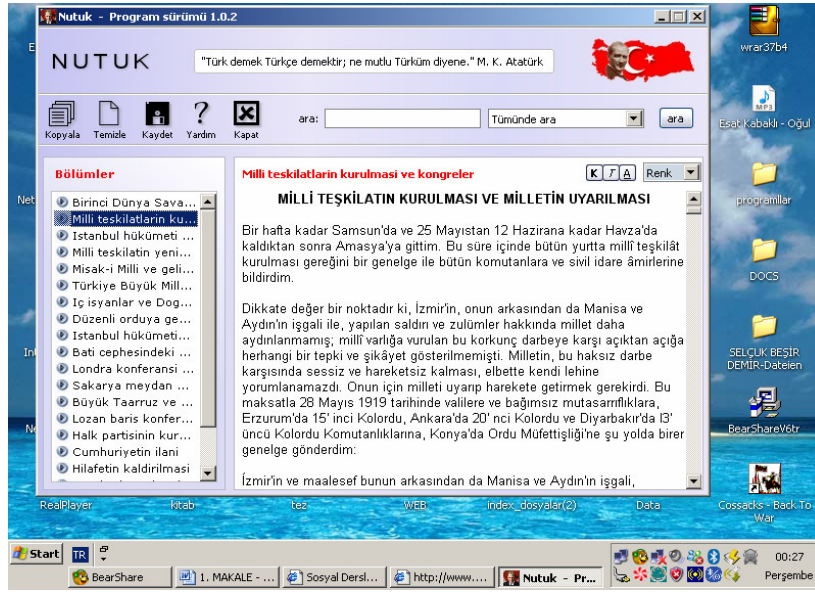 Nutuk - Program sürümü 1.0.2
NUTUK
"Türk demek Türkçe demektir; ne mutlu Türküm diyene." M. K. Atatürk
Kopyala Temizle Kaydet Yardım Kapat
ara: Tümünde ara ara
Bölümler
Birinci Dünya Sava...
Milli teskilatlarin ku...
Istanbul hükümeti ...
Milli teskilatin yeni...
Misak-i Milli ve geli...
Türkiye Büyük Mill...
Iç isyanlar ve Dog...
Düzenli orduya ge...
Istanbul hükümeti...
Bati cephesindeki ...
Londra konferansi ...
Sakarya meydan ...
Büyük Taarruz ve ...
Lozan baris konfer...
Halk partisinin kur...
Cumhuriyetin ilani
Hilafetin kaldirilmasi
Milli teskilatlarin kurulmasi ve kongreler
K T A Renk
MİLLİ TEŞKİLATIN KURULMASI VE MİLLETİN UYARILMASI
Bir hafta kadar Samsun'da ve 25 Mayıstan 12 Hazirana kadar Havza'da
kaldıktan sonra Amasya'ya gittim. Bu süre içinde bütün yurtta millî teşkilât
kurulması gereğini bir genelge ile bütün komutanlara ve sivil idare âmirlerine
bildirdim.
Dikkate değer bir noktadır ki, İzmir'in, onun arkasından da Manisa ve
Aydın'ın işgali ile, yapılan saldırı ve zulümler hakkında millet daha
aydınlanmamış; millî varlığa vurulan bu korkunç darbeye karşı açıktan açığa
herhangi bir tepki ve şikâyet gösterilmemişti. Milletin, bu haksız darbe
karşısında sessiz ve hareketsiz kalması, elbette kendi lehine
yorumlanamazdı. Onun için milleti uyarıp harekete getirmek gerekirdi. Bu
maksatla 28 Mayıs 1919 tarihinde valilere ve bağımsız mutasarrıflıklara,
Erzurum'da 15' inci Kolordu, Ankara'da 20' nci Kolordu ve Diyarbakır'da l3'
üncü Kolordu Komutanlıklarına, Konya'da Ordu Müfettişliği'ne şu yolda birer
genelge gönderdim:
İzmir'in ve maalesef bunun arkasından da Manisa ve Aydın'ın işgali,
wrar37b4
MP3
Esat Kabaklı - Oğul
programlar
DOCS
SELÇUK BEŞİR
DEMİR-Dateien
BearShareV6tr
Cossacks - Back To
War
RealPlayer kitab tez WEB index_dosyalar(2) Data
Start TR
BearShare 1. MAKALE - ... Sosyal Dersl... http://www.... Nutuk - Pr...
00:27
Perşembe